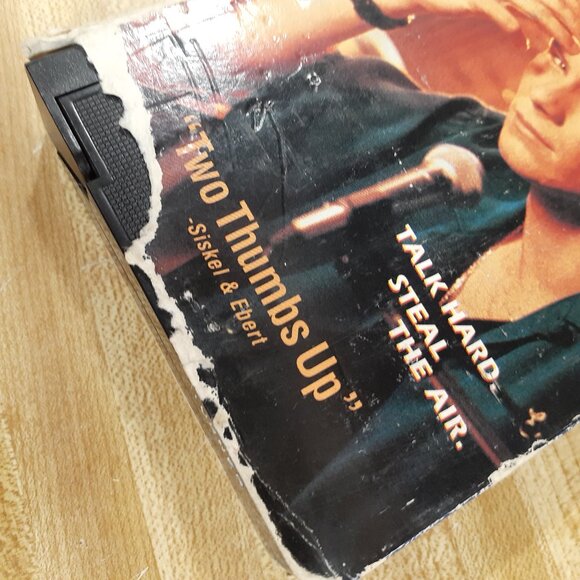 "TWO Thumbs Up"
-Siskel & Ebert
TALK HARD.
STEAL
THE AIR.